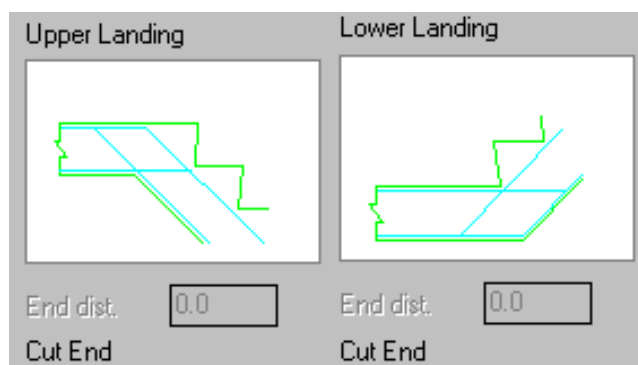 Upper Landing
Lower Landing
End dist. 0.0
End dist. 0.0
Cut End
Cut End